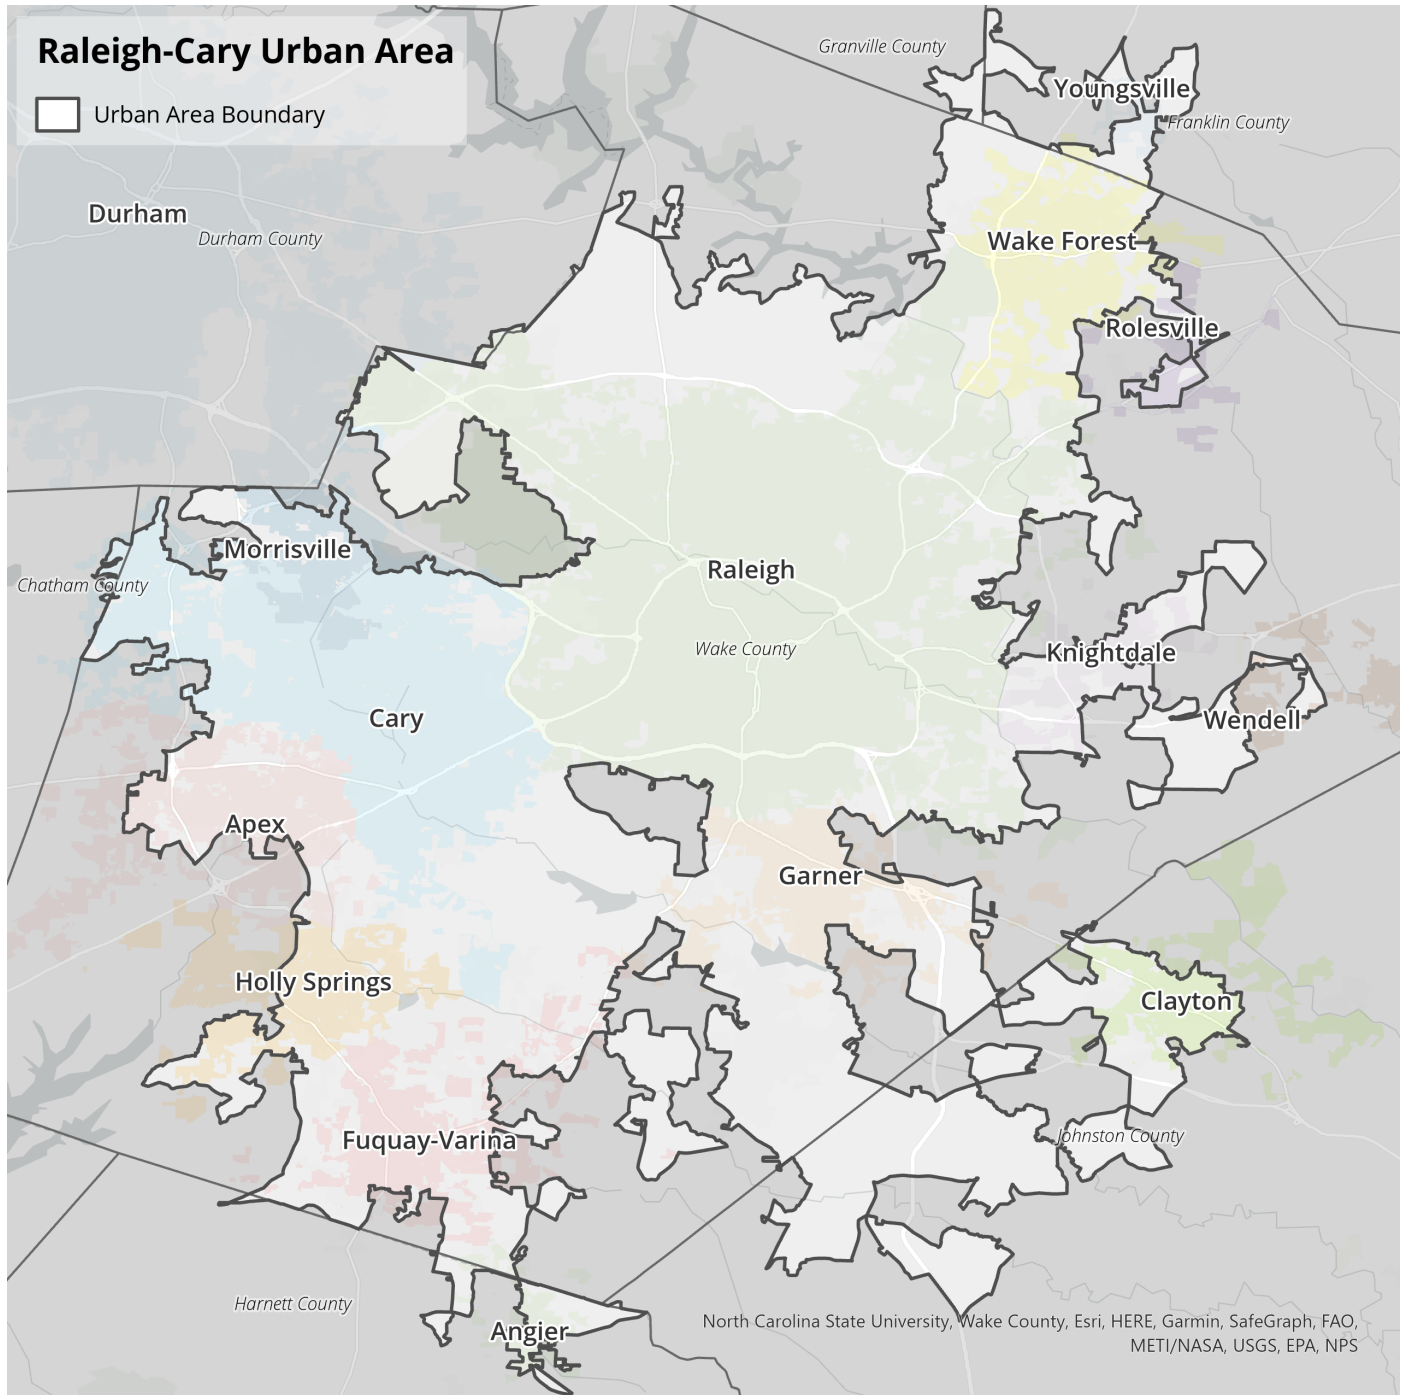 Raleigh-Cary Urban Area
Urban Area Boundary
Granville County
Youngsville
Franklin County
Durham
Durham County
Wake Forest
Rolesville
Morrisville
Raleigh
Chatham County
Wake County
Knightdale
Cary
Wendell
Apex
Garner
Holly Springs
Clayton
Fuquay-Varina
Johnston County
Harnett County
Angier
North Carolina State University, Wake County, Esri, HERE, Garmin, SafeGraph, FAO,
METI/NASA, USGS, EPA, NPS